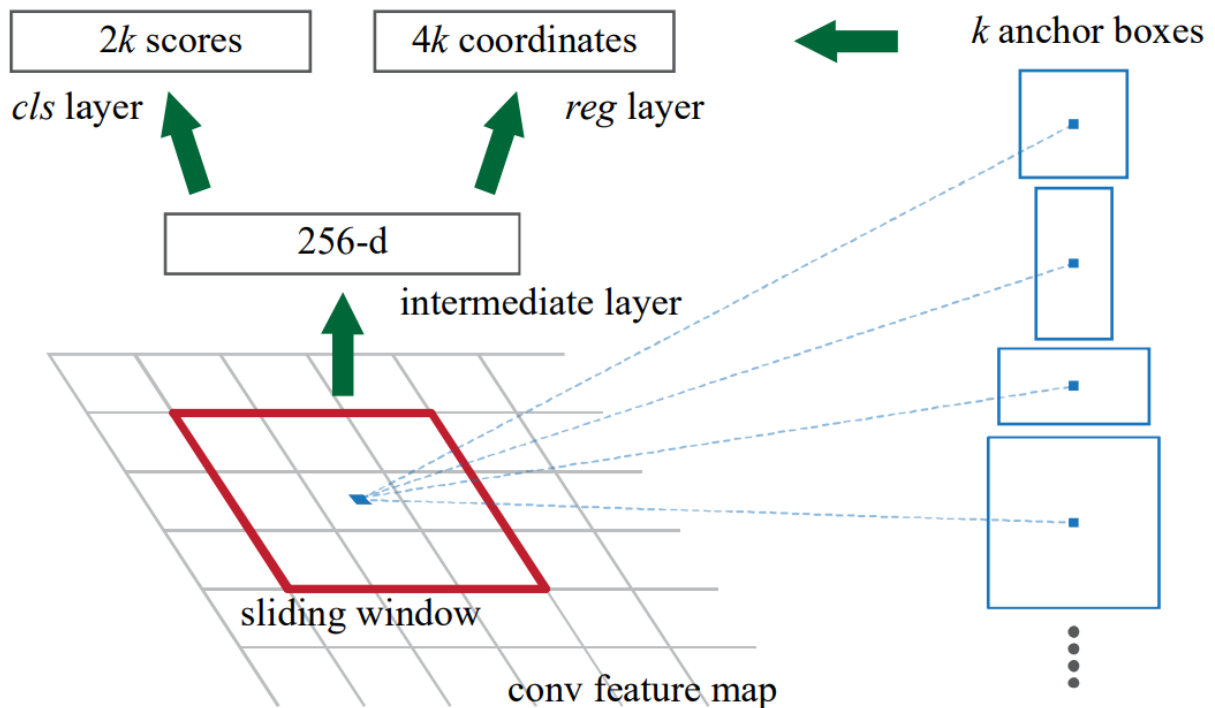 2k scores
4k coordinates
k anchor boxes
cls layer
reg layer
256-d
intermediate layer
sliding window
conv feature map